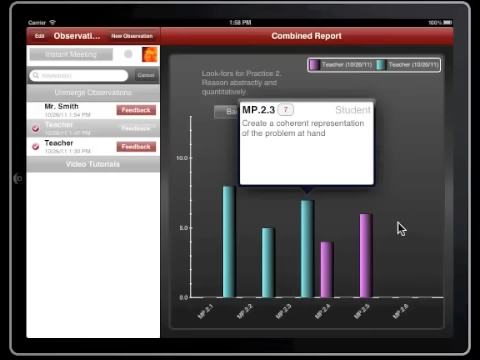 Carrier
1:58 PM
100%
Edit
Observati...
New Observation
Combined Report
Instant Meeting
Cancel
Unmerge Observations
Mr. Smith
10/26/11 1:54 PM
Feedback
Teacher
Feedback
Teacher
10/26/11 1:30 PM
Feedback
Video Tutorials
Teacher (10/26/11)
Teacher (10/26/11)
Look-fors for Practice 2.
Reason abstractly and
quantitatively.
MP.2.3
7
Student
Create a coherent representation
of the problem at hand
10.0
5.0
0.0
MP.2.1
MP.2.2
MP.2.3
MP.2.4
MP.2.5
MP.2.6